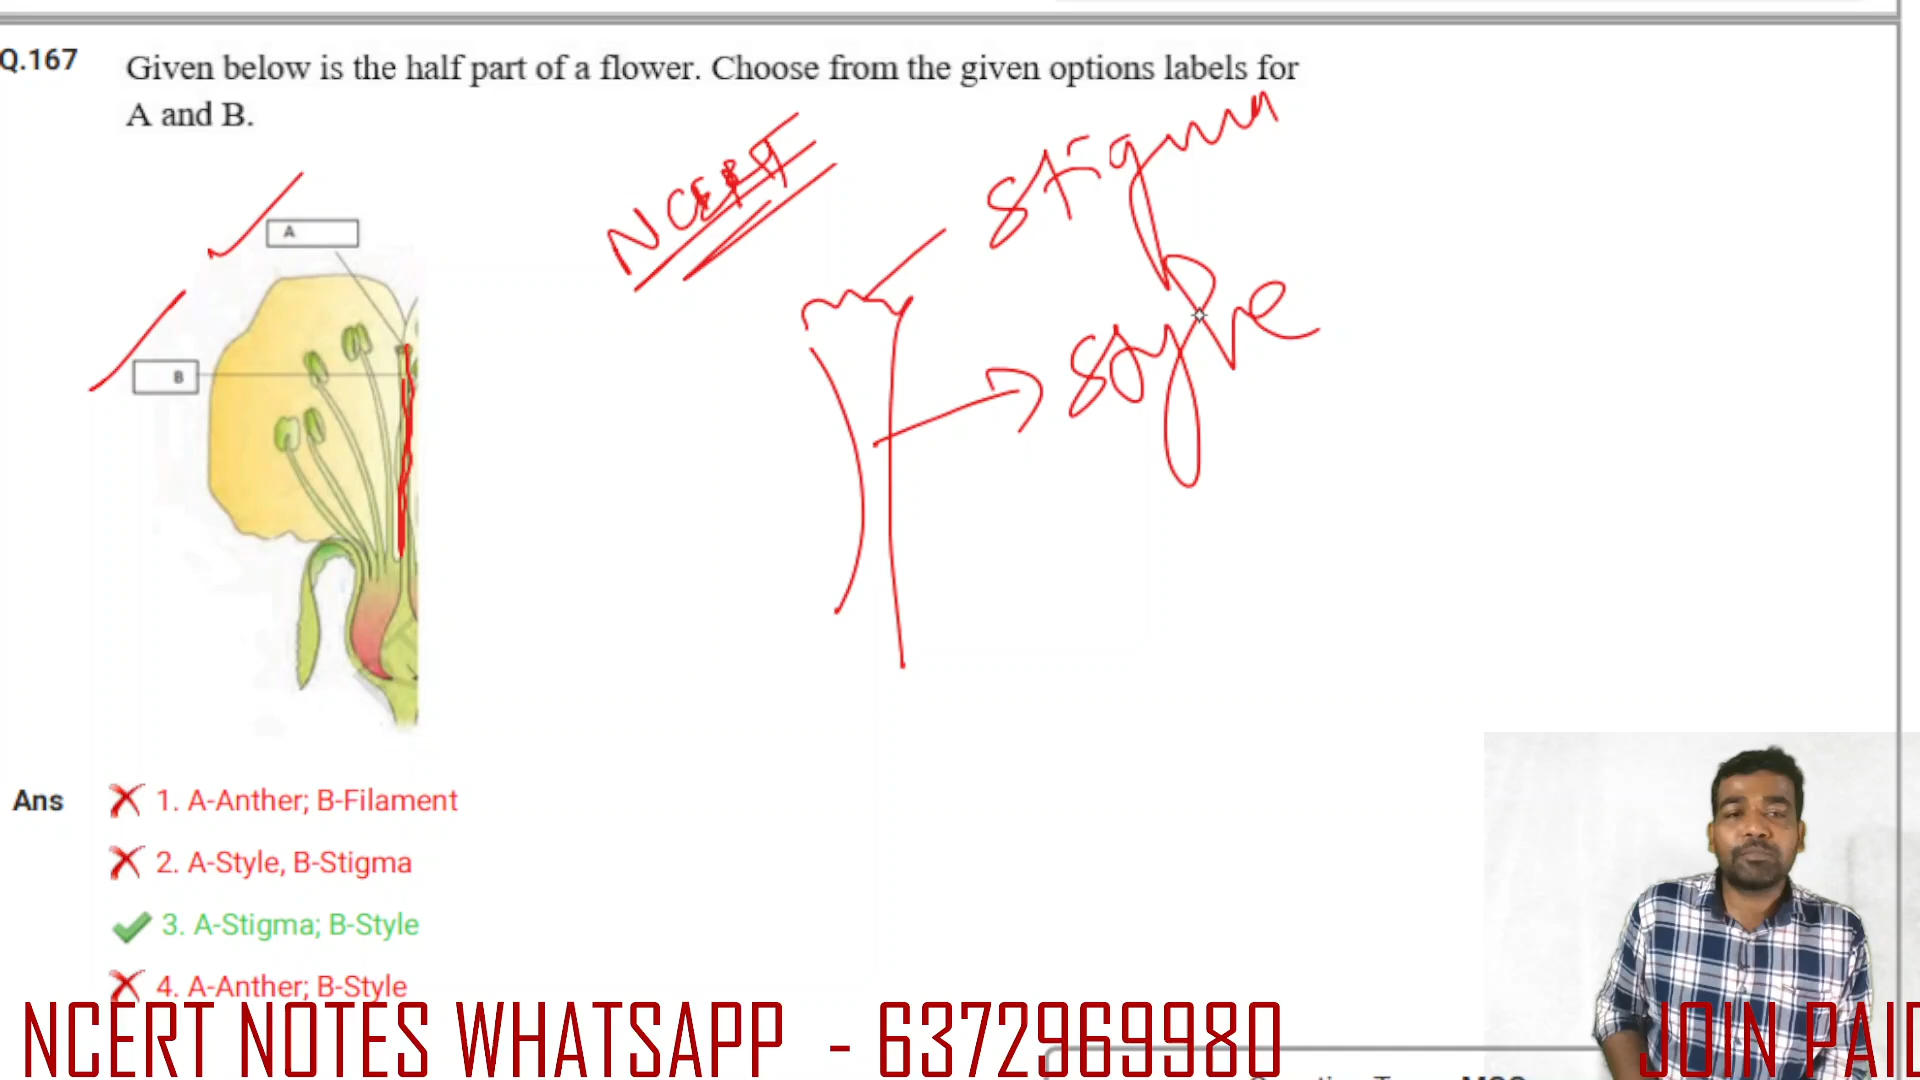 Q.167
Given below is the half part of a flower. Choose from the given options labels for
A and B.
NCERT
stigma
style
A
B
Ans
1. A-Anther; B-Filament
2. A-Style, B-Stigma
3. A-Stigma; B-Style
4. A-Anther; B-Style
NCERT NOTES WHATSAPP - 6372969980
JOIN PAID